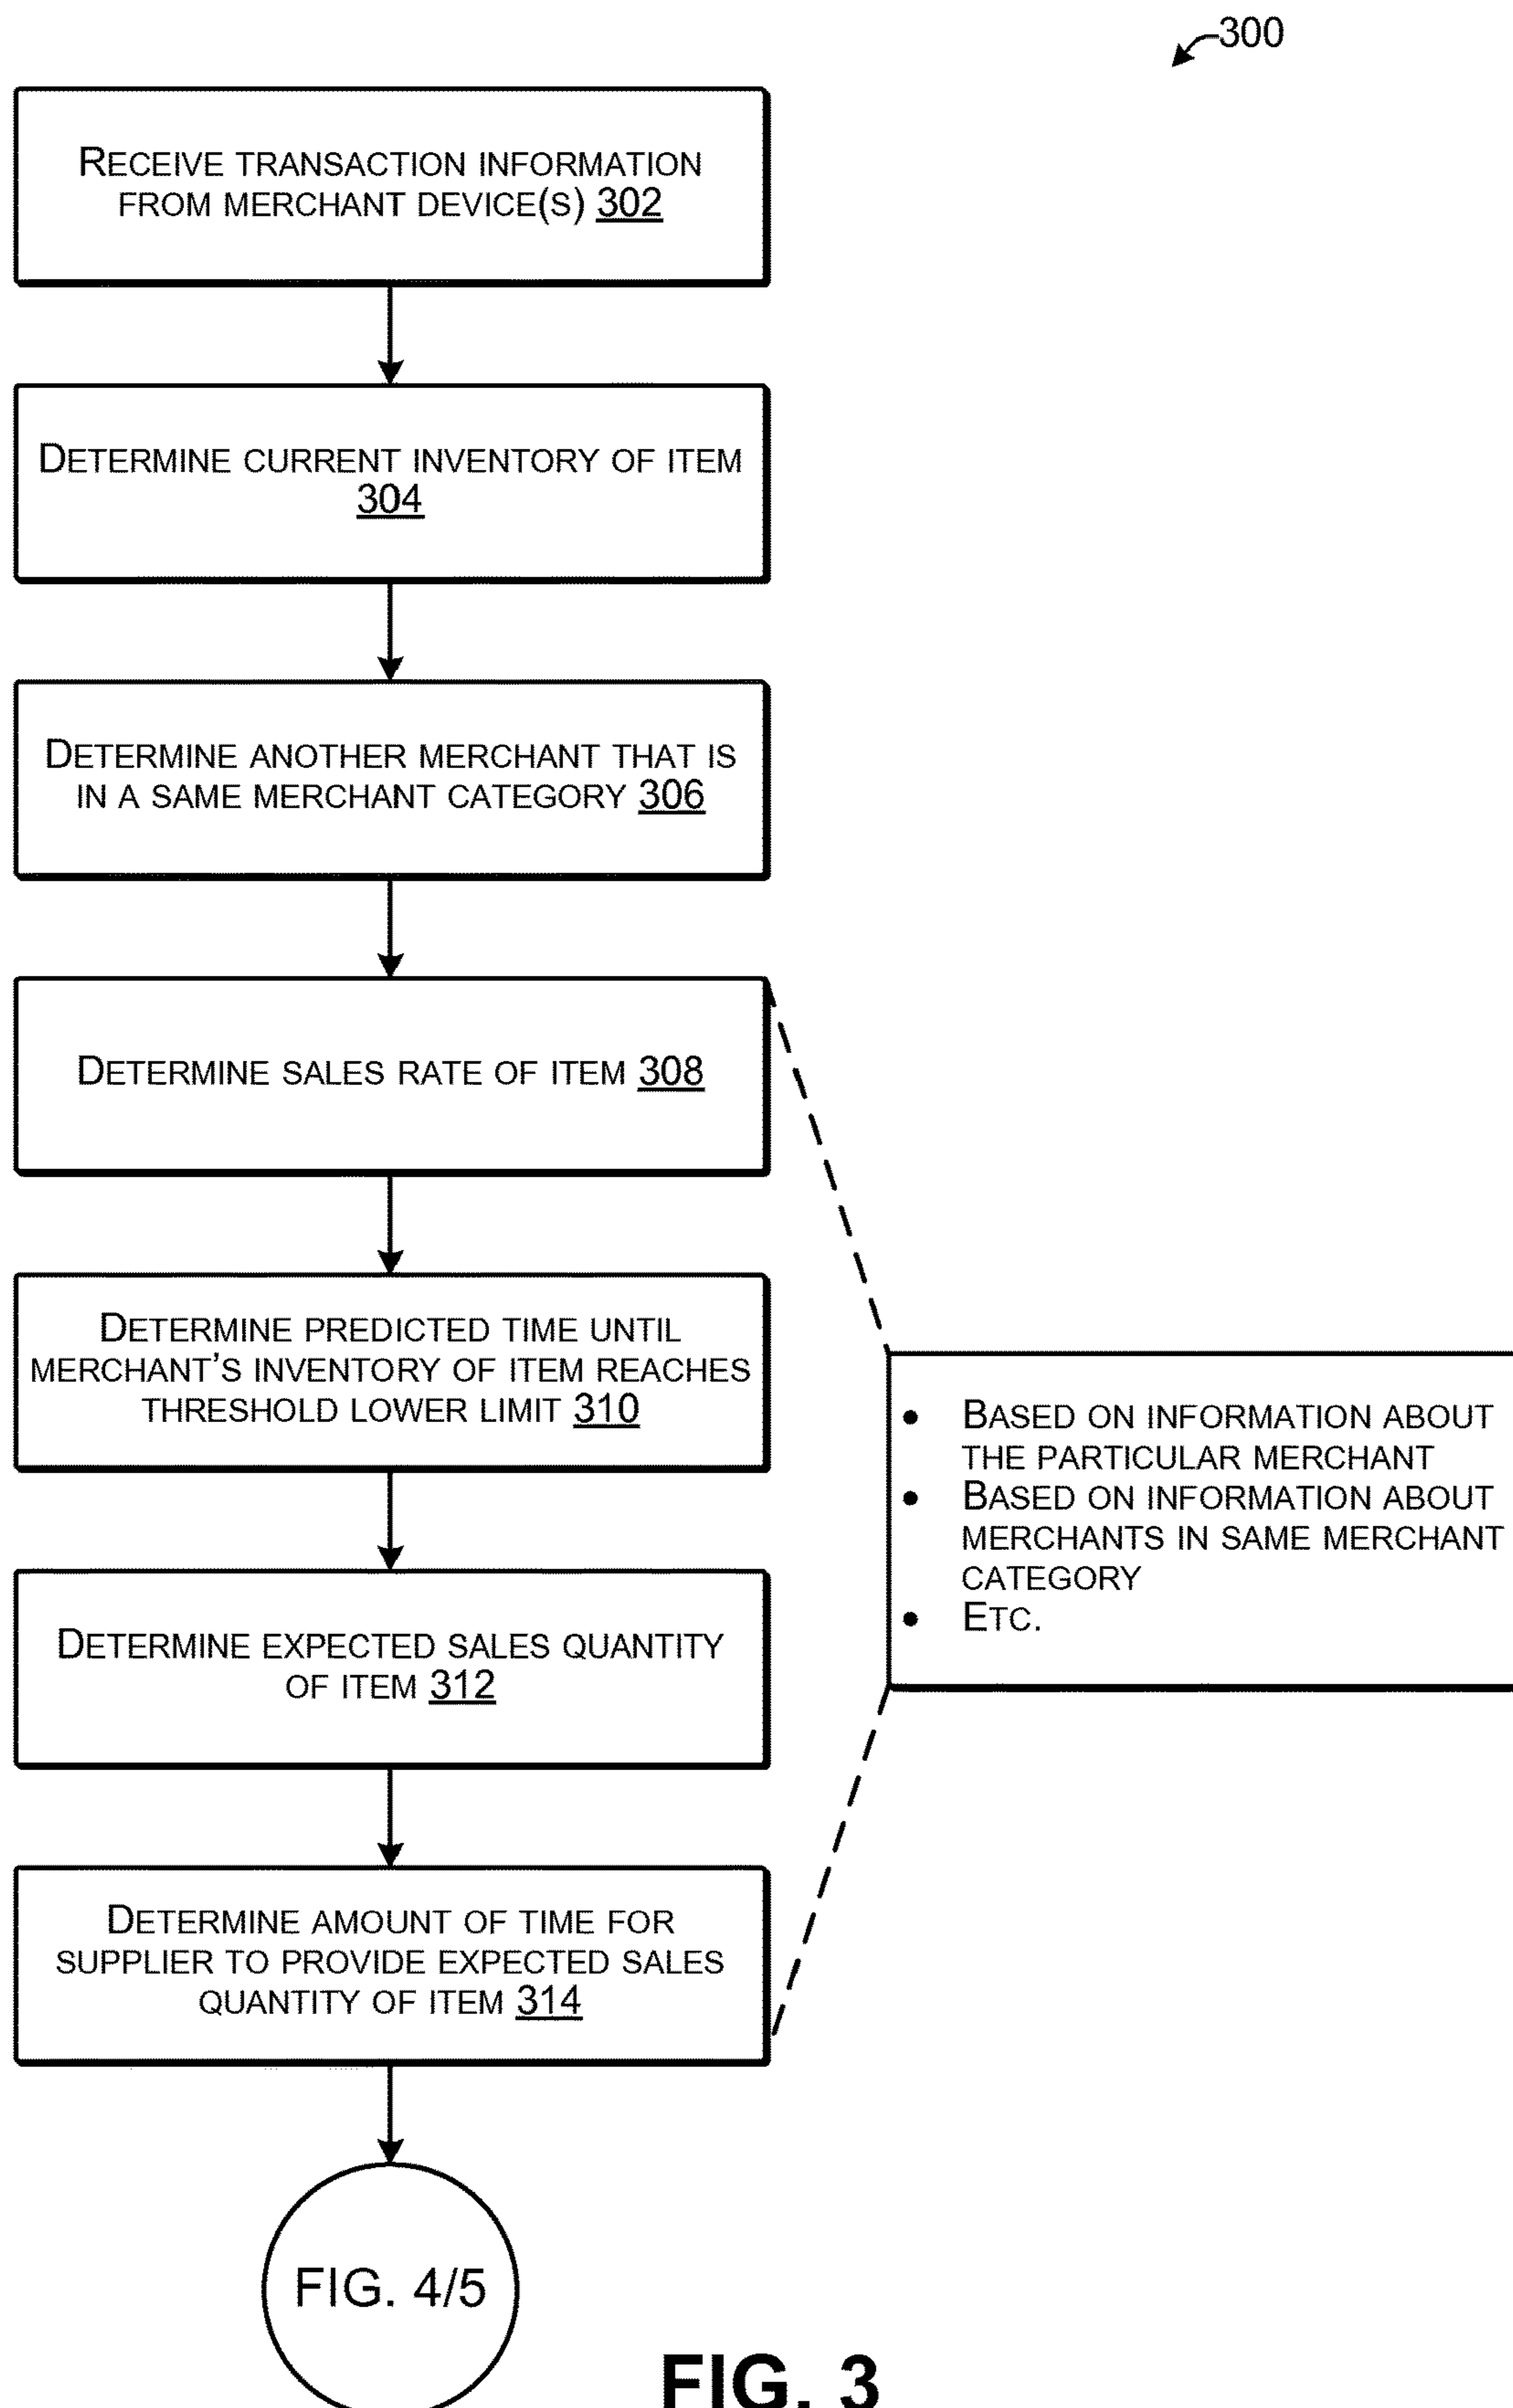 300
RECEIVE TRANSACTION INFORMATION
FROM MERCHANT DEVICE(S) 302
DETERMINE CURRENT INVENTORY OF ITEM
304
DETERMINE ANOTHER MERCHANT THAT IS
IN A SAME MERCHANT CATEGORY 306
DETERMINE SALES RATE OF ITEM 308
DETERMINE PREDICTED TIME UNTIL
MERCHANT'S INVENTORY OF ITEM REACHES
THRESHOLD LOWER LIMIT 310
• BASED ON INFORMATION ABOUT
THE PARTICULAR MERCHANT
• BASED ON INFORMATION ABOUT
MERCHANTS IN SAME MERCHANT
CATEGORY
• ETC.
DETERMINE EXPECTED SALES QUANTITY
OF ITEM 312
DETERMINE AMOUNT OF TIME FOR
SUPPLIER TO PROVIDE EXPECTED SALES
QUANTITY OF ITEM 314
FIG. 4/5
FIG. 3